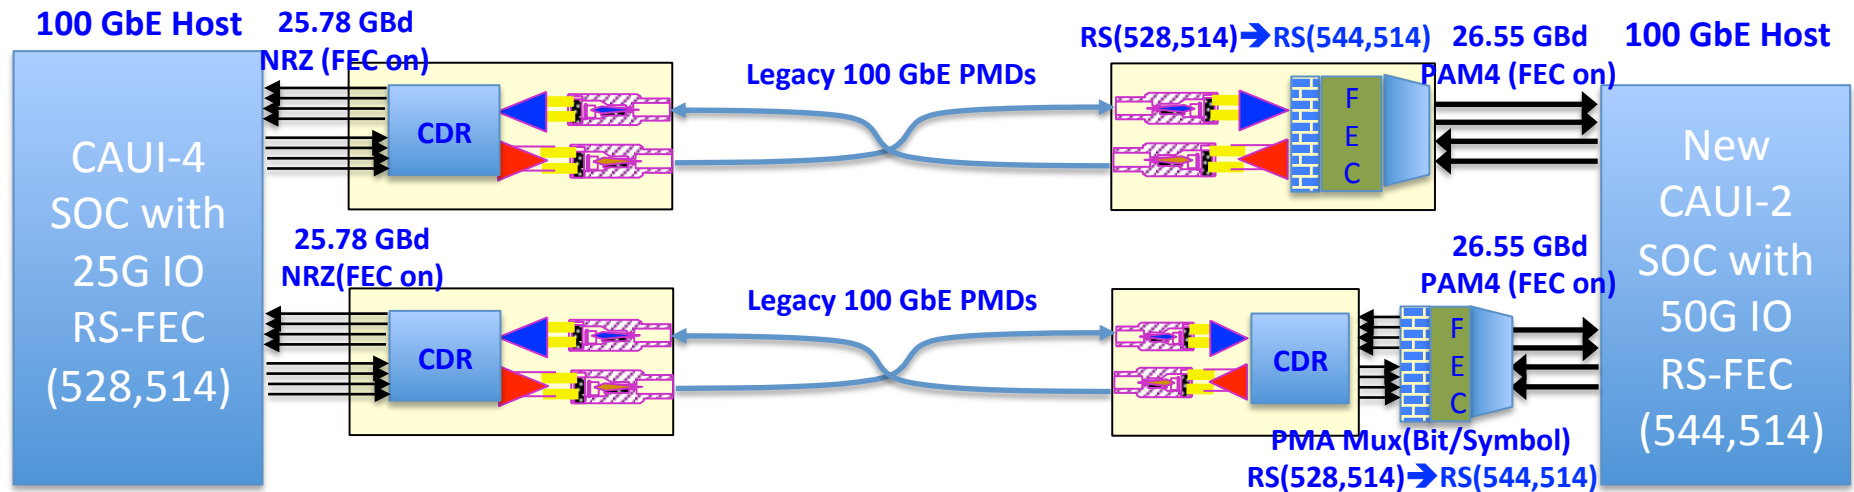 100 GbE Host
25.78 GBd
NRZ (FEC on)
CAUI-4
SOC with
25G IO
RS-FEC
(528,514)
CDR
Legacy 100 GbE PMDs
RS(528,514)➔RS(544,514)
F
E
C
26.55 GBd
PAM4 (FEC on)
100 GbE Host
New
CAUI-2
SOC with
50G IO
RS-FEC
(544,514)
25.78 GBd
NRZ(FEC on)
CDR
Legacy 100 GbE PMDs
CDR
F
E
C
26.55 GBd
PAM4 (FEC on)
PMA Mux(Bit/Symbol)
RS(528,514)➔RS(544,514)